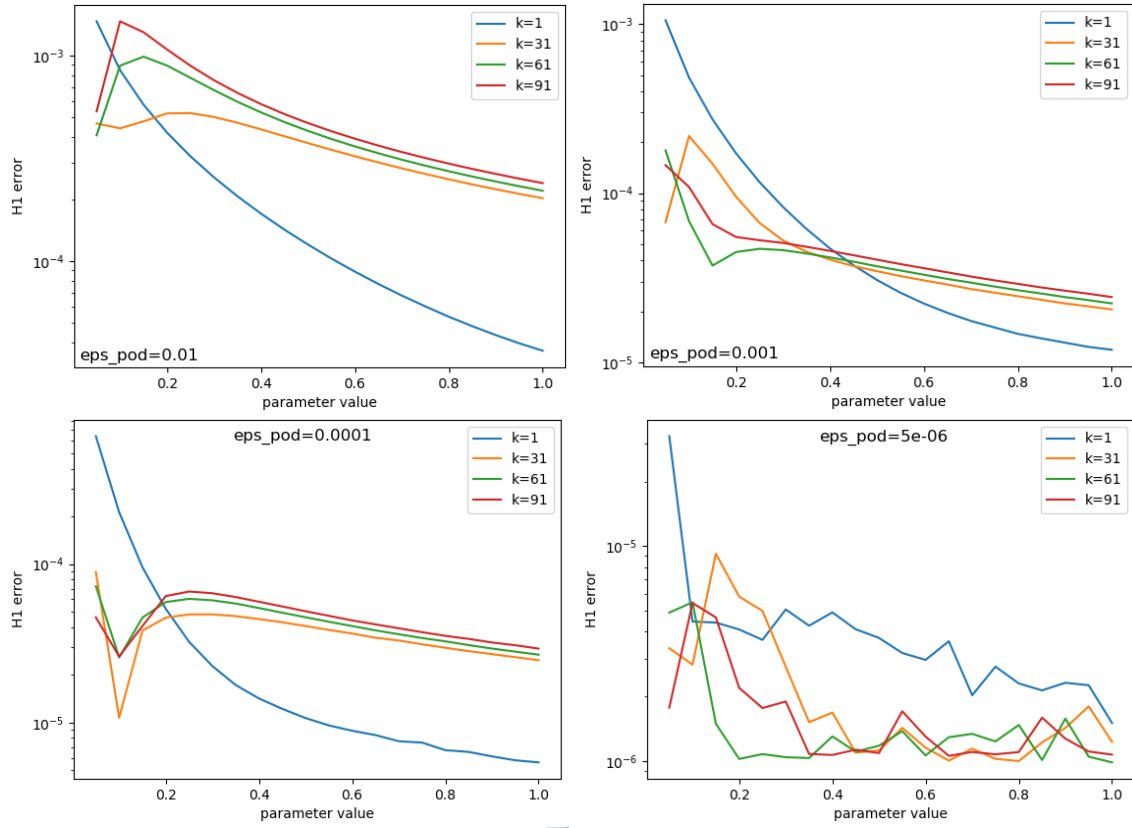 k=1
k=31
k=61
k=91
10^-3
10^-4
H1 error
eps_pod=0.01
0.2 0.4 0.6 0.8 1.0
parameter value
k=1
k=31
k=61
k=91
10^-3
10^-4
10^-5
H1 error
eps_pod=0.001
0.2 0.4 0.6 0.8 1.0
parameter value
eps_pod=0.0001
k=1
k=31
k=61
k=91
10^-4
10^-5
H1 error
0.2 0.4 0.6 0.8 1.0
parameter value
eps_pod=5e-06
k=1
k=31
k=61
k=91
10^-5
10^-6
H1 error
0.2 0.4 0.6 0.8 1.0
parameter value